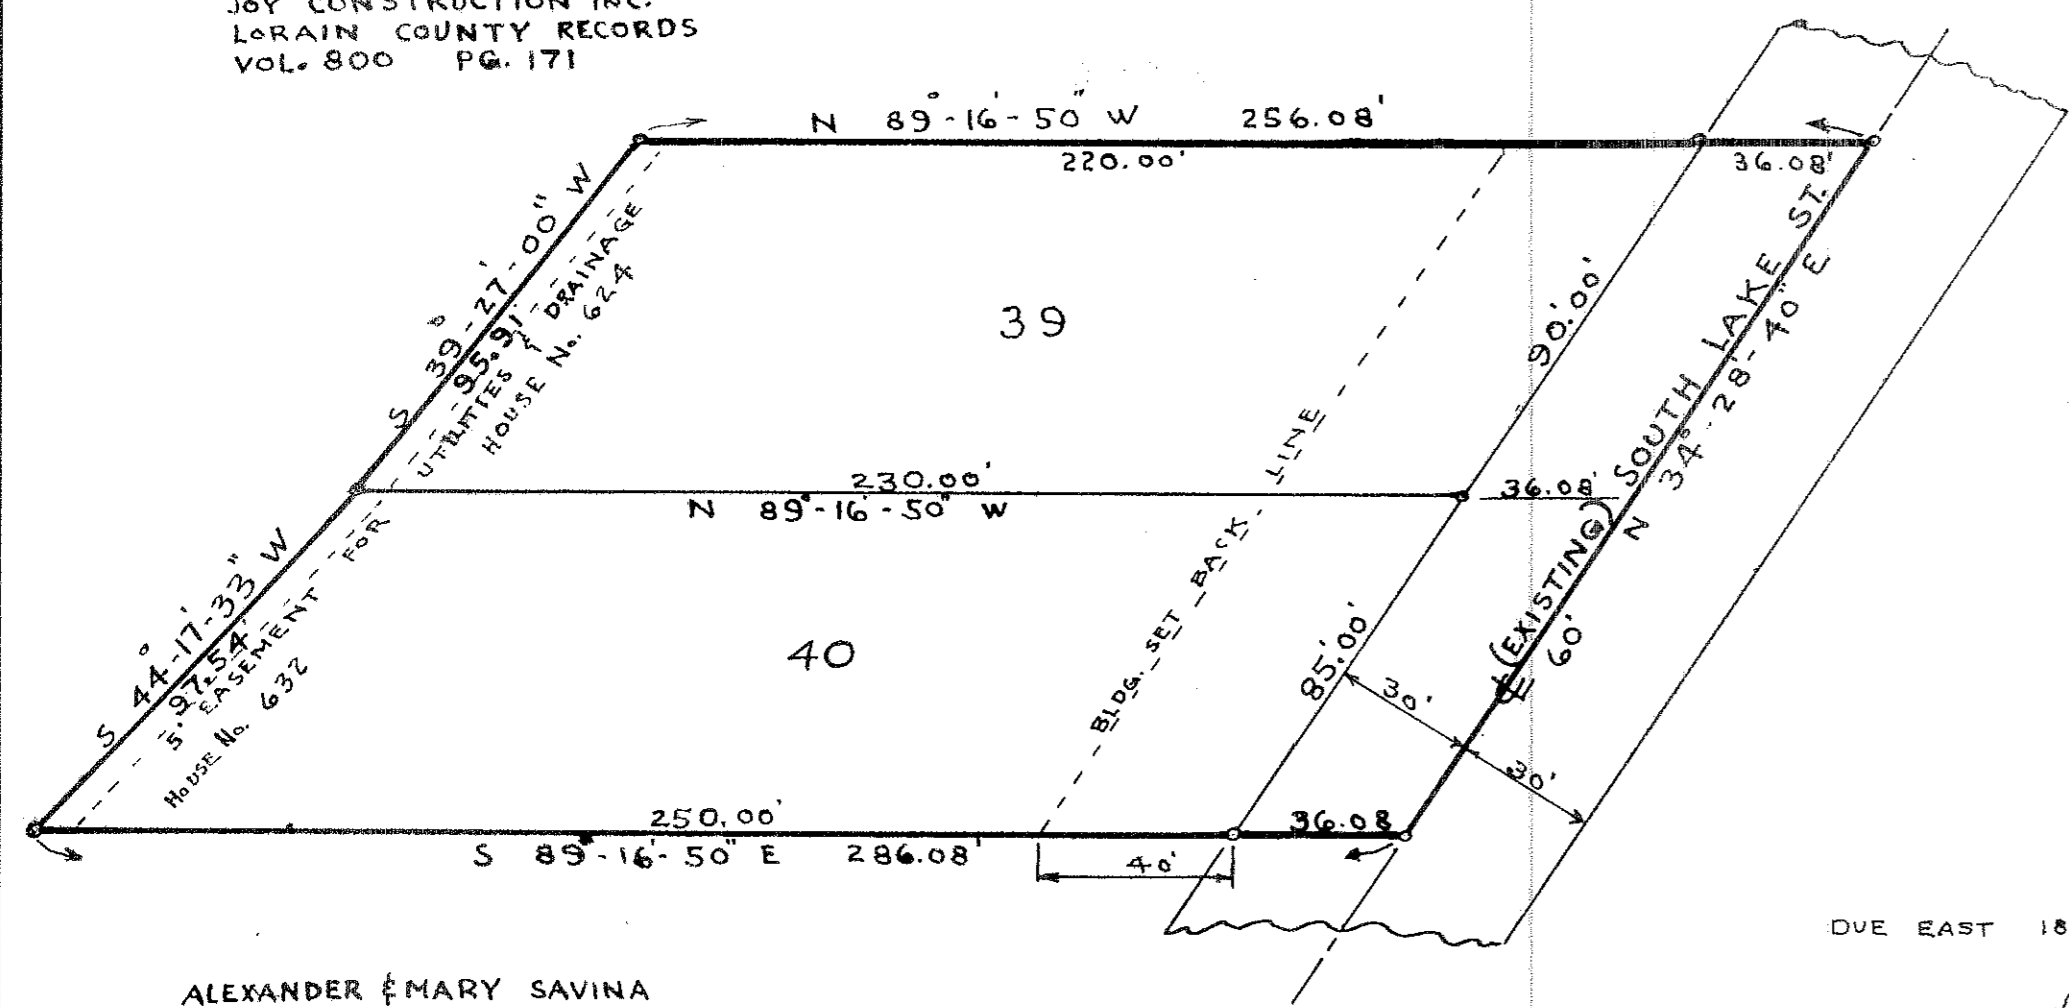 JOY CONSTRUCTION INC.
LORAIN COUNTY RECORDS
VOL. 800 PG. 171
N 89°-16'-50" W 256.08'
220.00'
36.08'
S 39°-27'-00" W
95.91'
UTILITIES & DRAINAGE
HOUSE No. 624
39
90.00'
SOUTH LAKE ST.
N 34°-28'-40" E
230.00'
N 89°-16'-50" W
36.08'
(EXISTING)
60'
BLDG. SET BACK LINE
S 44°-17'-33" W
97.54'
5' EASEMENT FOR
HOUSE No. 632
40
85.00'
30'
30'
250.00'
36.08
S 89°-16'-50" E 286.08'
40'
DUE EAST 18
ALEXANDER & MARY SAVINA